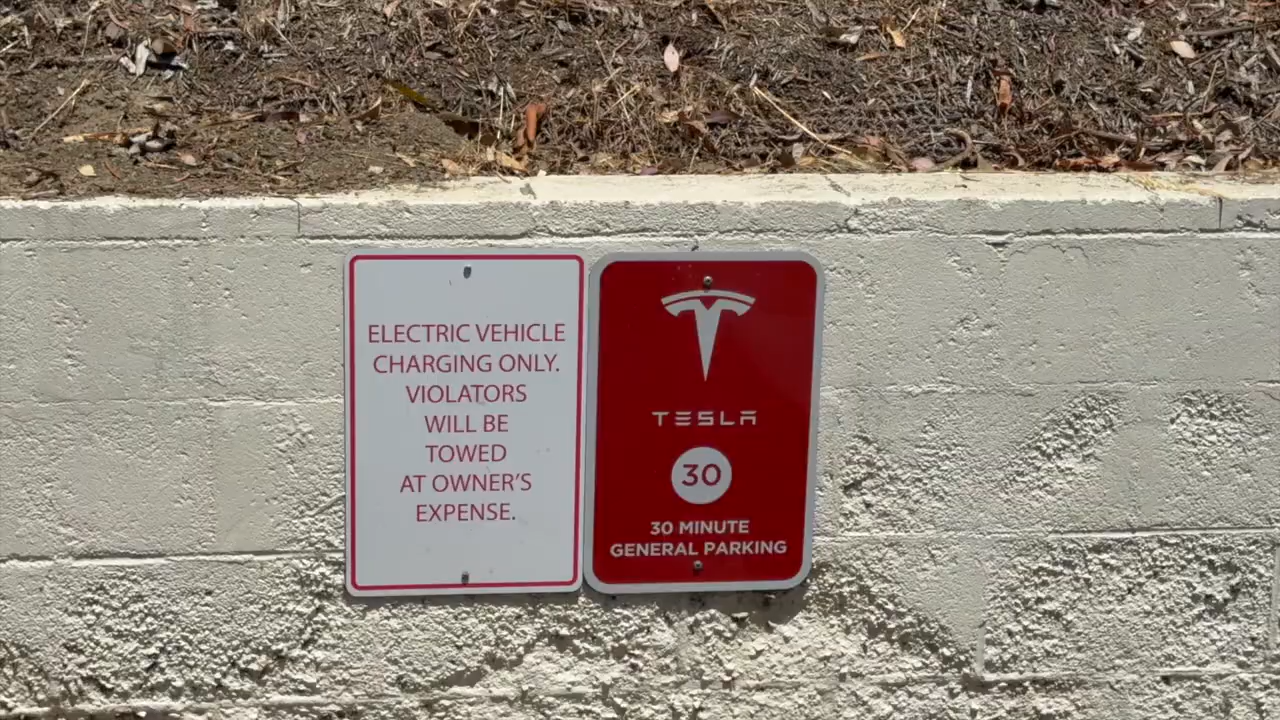 ELECTRIC VEHICLE
CHARGING ONLY.
VIOLATORS
WILL BE
TOWED
AT OWNER'S
EXPENSE.
TESLA
30
30 MINUTE
GENERAL PARKING